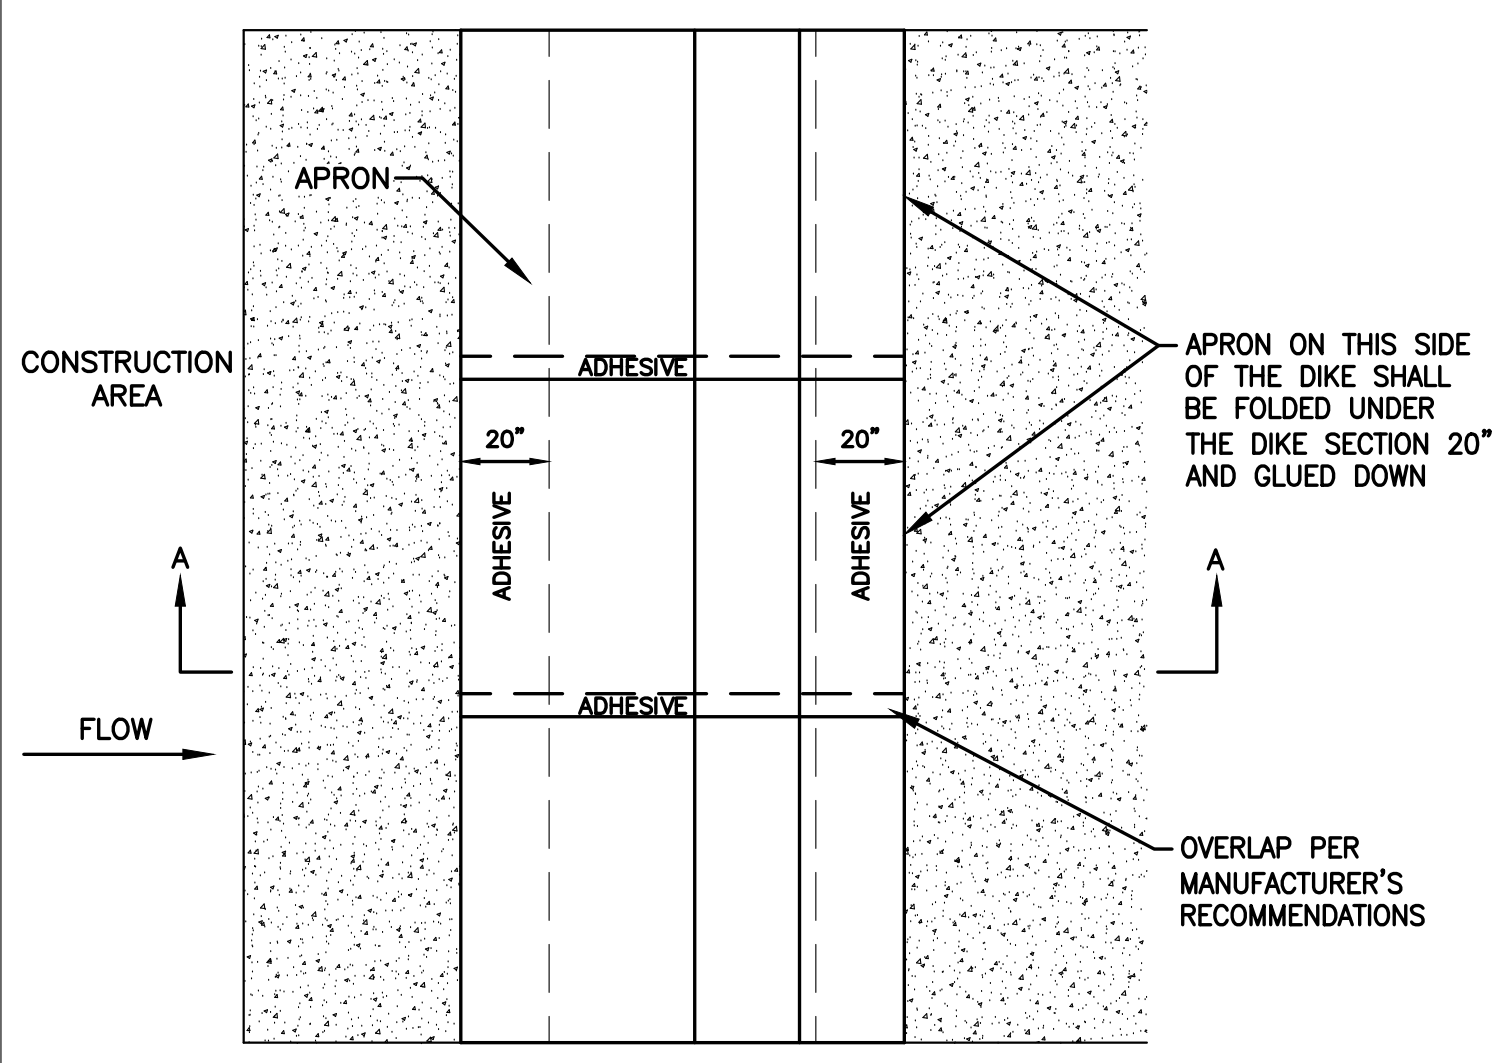 APRON
CONSTRUCTION
AREA
ADHESIVE
APRON ON THIS SIDE
OF THE DIKE SHALL
BE FOLDED UNDER
THE DIKE SECTION 20”
AND GLUED DOWN
20”
20”
ADHESIVE
ADHESIVE
A
A
ADHESIVE
FLOW
OVERLAP PER
MANUFACTURER'S
RECOMMENDATIONS